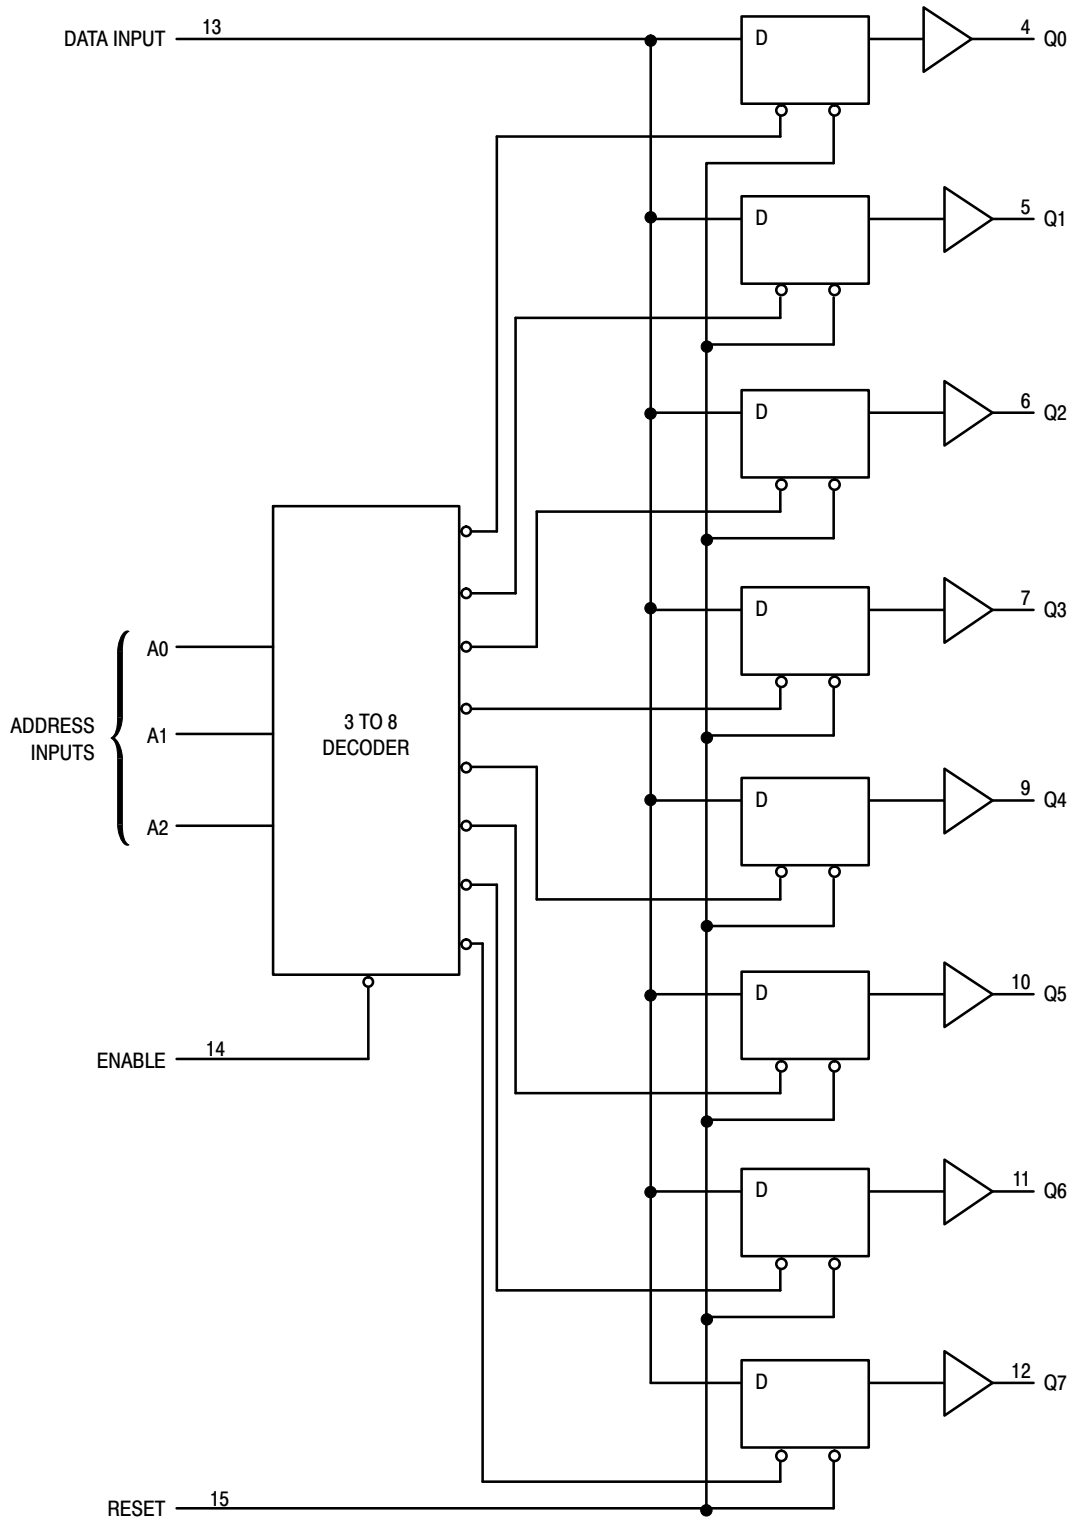 DATA INPUT 13
D
4 Q0
D
5 Q1
D
6 Q2
D
7 Q3
D
9 Q4
D
10 Q5
D
11 Q6
D
12 Q7
ADDRESS
INPUTS
A0
A1
A2
3 TO 8
DECODER
ENABLE 14
RESET 15